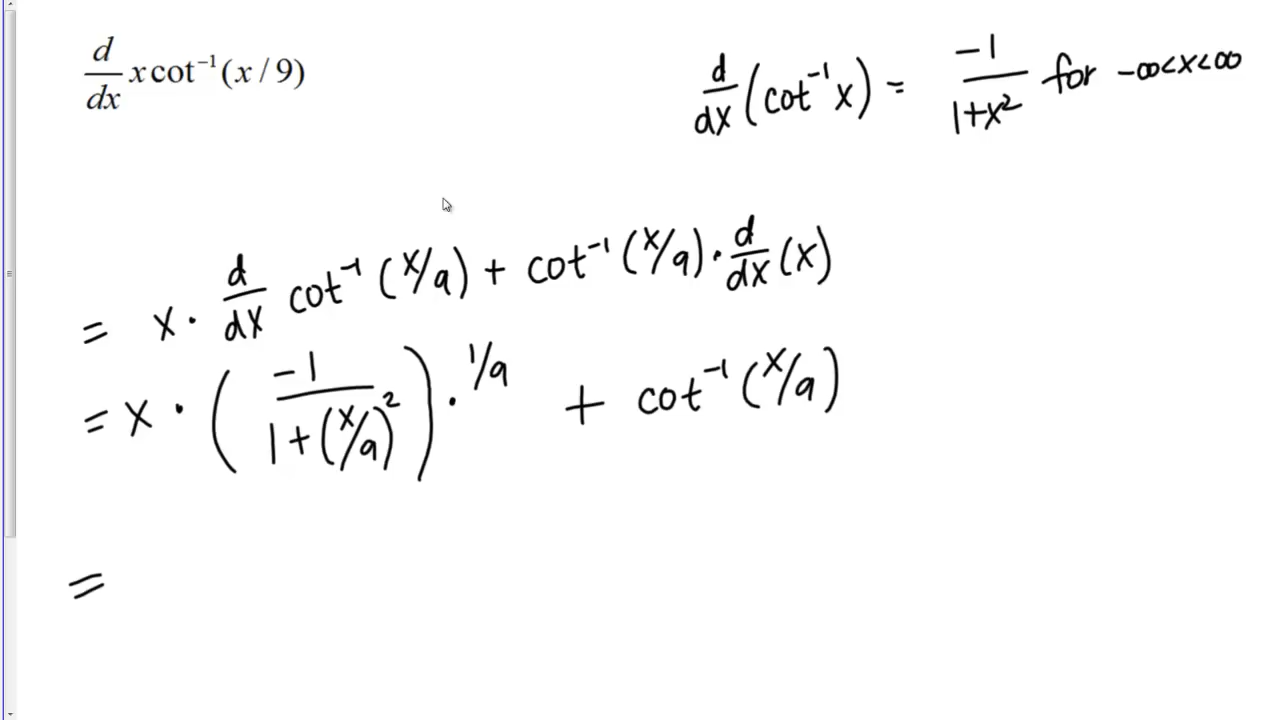 d/dx x cot⁻¹(x / 9)
d/dx (cot⁻¹ x) = -1/(1+x²) for -∞<x<∞
= x · d/dx cot⁻¹ (x/9) + cot⁻¹ (x/9) · d/dx (x)
= x · ( -1/(1+(x/9)²) ) · 1/9 + cot⁻¹ (x/9)
=